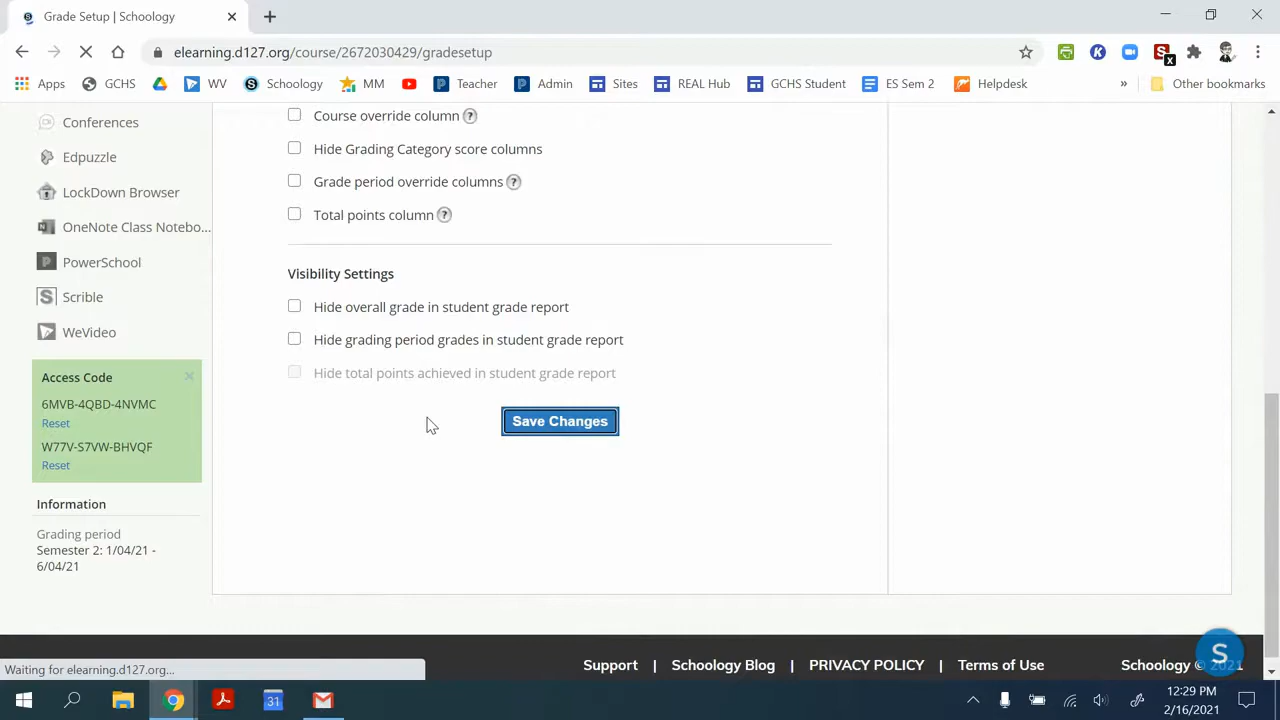 Grade Setup | Schoology
elearning.d127.org/course/2672030429/gradesetup
Apps GCHS WV Schoology MM Teacher Admin Sites REAL Hub GCHS Student ES Sem 2 Helpdesk » Other bookmarks
Conferences
Edpuzzle
LockDown Browser
OneNote Class Notebo...
PowerSchool
Scrible
WeVideo
Access Code
6MVB-4QBD-4NVMC
Reset
W77V-S7VW-BHVQF
Reset
Information
Grading period
Semester 2: 1/04/21 -
6/04/21
Course override column ?
Hide Grading Category score columns
Grade period override columns ?
Total points column ?
Visibility Settings
Hide overall grade in student grade report
Hide grading period grades in student grade report
Hide total points achieved in student grade report
Save Changes
Waiting for elearning.d127.org...
Support | Schoology Blog | PRIVACY POLICY | Terms of Use
Schoology © 2021
S
31
12:29 PM
2/16/2021